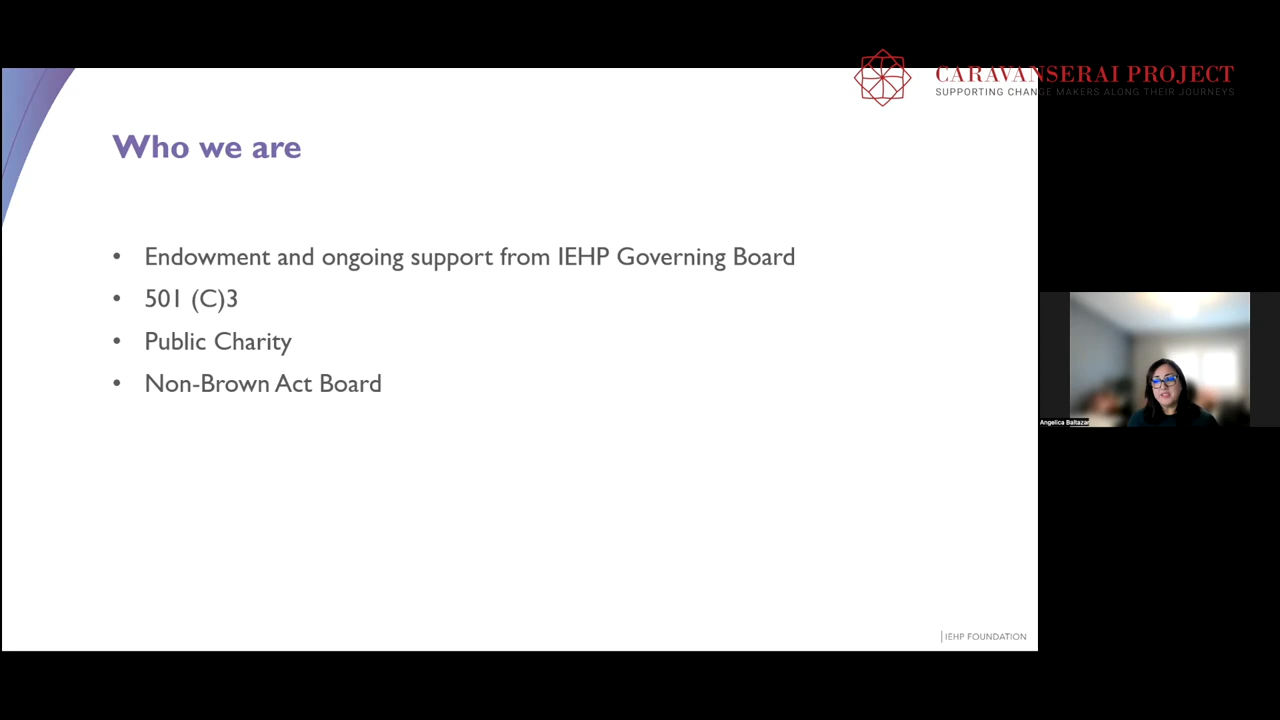 CARAVANSERAI PROJECT
SUPPORTING CHANGE MAKERS ALONG THEIR JOURNEYS
Who we are
• Endowment and ongoing support from IEHP Governing Board
• 501 (C)3
• Public Charity
• Non-Brown Act Board
Angelica Baltazar
IEHP FOUNDATION